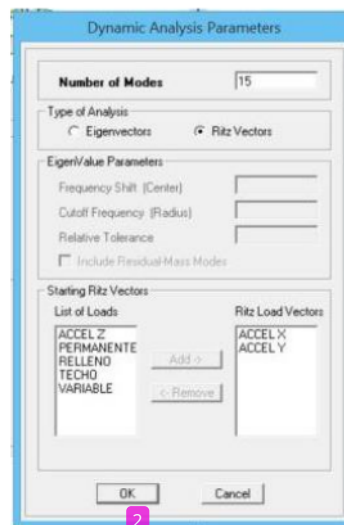 Dynamic Analysis Parameters
Number of Modes 15
Type of Analysis
Eigenvectors Ritz Vectors
EigenValue Parameters
Frequency Shift (Center)
Cutoff Frequency (Radius)
Relative Tolerance
Include Residual-Mass Modes
Starting Ritz Vectors
List of Loads Ritz Load Vectors
ACCEL Z ACCEL X
PERMANENTE ACCEL Y
RELLENO
TECHO
VARIABLE
Add ->
<- Remove
OK Cancel
2